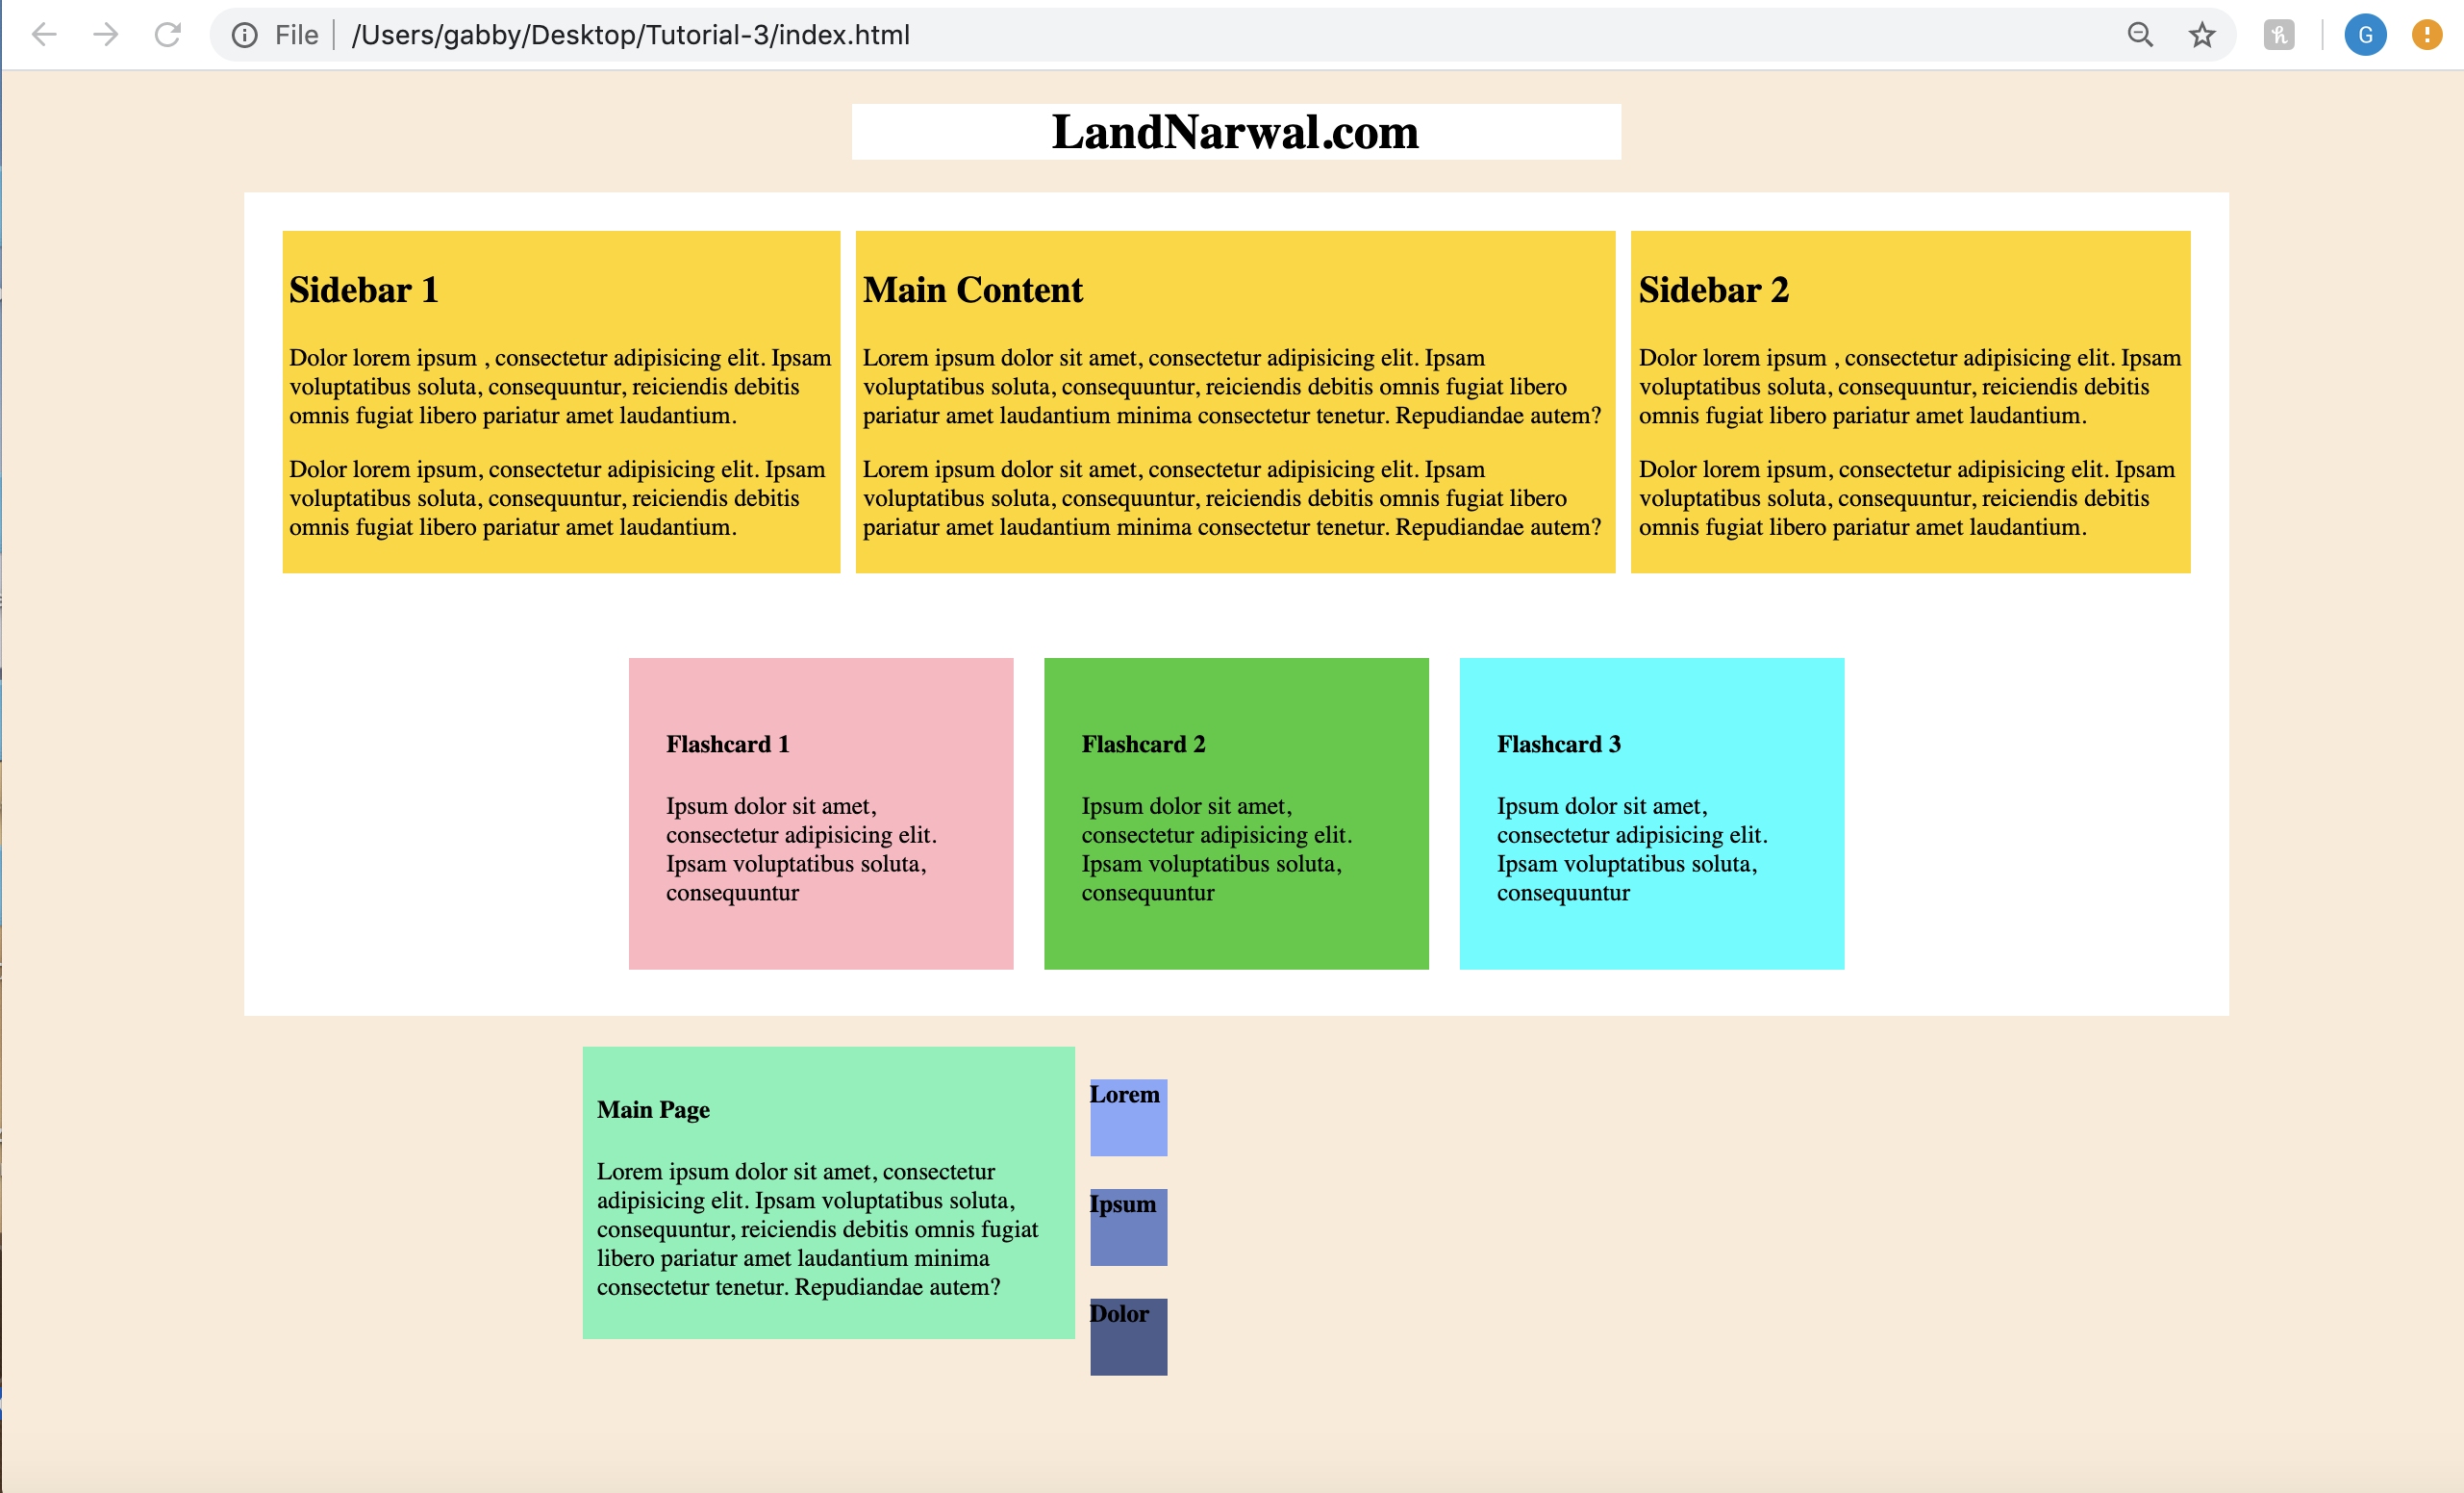 File /Users/gabby/Desktop/Tutorial-3/index.html
G
LandNarwal.com
Sidebar 1
Dolor lorem ipsum , consectetur adipisicing elit. Ipsam
voluptatibus soluta, consequuntur, reiciendis debitis
omnis fugiat libero pariatur amet laudantium.
Dolor lorem ipsum, consectetur adipisicing elit. Ipsam
voluptatibus soluta, consequuntur, reiciendis debitis
omnis fugiat libero pariatur amet laudantium.
Main Content
Lorem ipsum dolor sit amet, consectetur adipisicing elit. Ipsam
voluptatibus soluta, consequuntur, reiciendis debitis omnis fugiat libero
pariatur amet laudantium minima consectetur tenetur. Repudiandae autem?
Lorem ipsum dolor sit amet, consectetur adipisicing elit. Ipsam
voluptatibus soluta, consequuntur, reiciendis debitis omnis fugiat libero
pariatur amet laudantium minima consectetur tenetur. Repudiandae autem?
Sidebar 2
Dolor lorem ipsum , consectetur adipisicing elit. Ipsam
voluptatibus soluta, consequuntur, reiciendis debitis
omnis fugiat libero pariatur amet laudantium.
Dolor lorem ipsum, consectetur adipisicing elit. Ipsam
voluptatibus soluta, consequuntur, reiciendis debitis
omnis fugiat libero pariatur amet laudantium.
Flashcard 1
Ipsum dolor sit amet,
consectetur adipisicing elit.
Ipsam voluptatibus soluta,
consequuntur
Flashcard 2
Ipsum dolor sit amet,
consectetur adipisicing elit.
Ipsam voluptatibus soluta,
consequuntur
Flashcard 3
Ipsum dolor sit amet,
consectetur adipisicing elit.
Ipsam voluptatibus soluta,
consequuntur
Main Page
Lorem ipsum dolor sit amet, consectetur
adipisicing elit. Ipsam voluptatibus soluta,
consequuntur, reiciendis debitis omnis fugiat
libero pariatur amet laudantium minima
consectetur tenetur. Repudiandae autem?
Lorem
Ipsum
Dolor